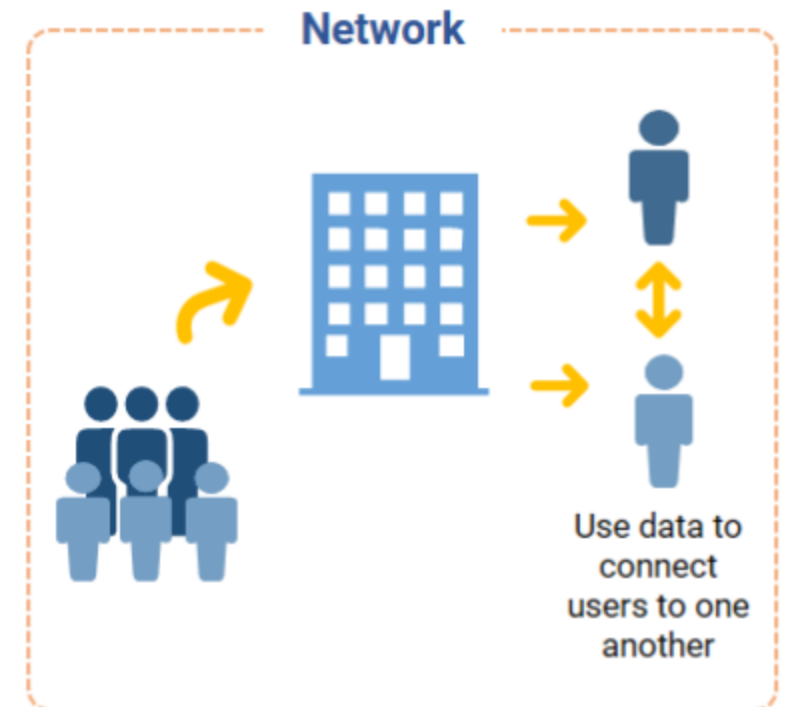 Network
Use data to
connect
users to one
another